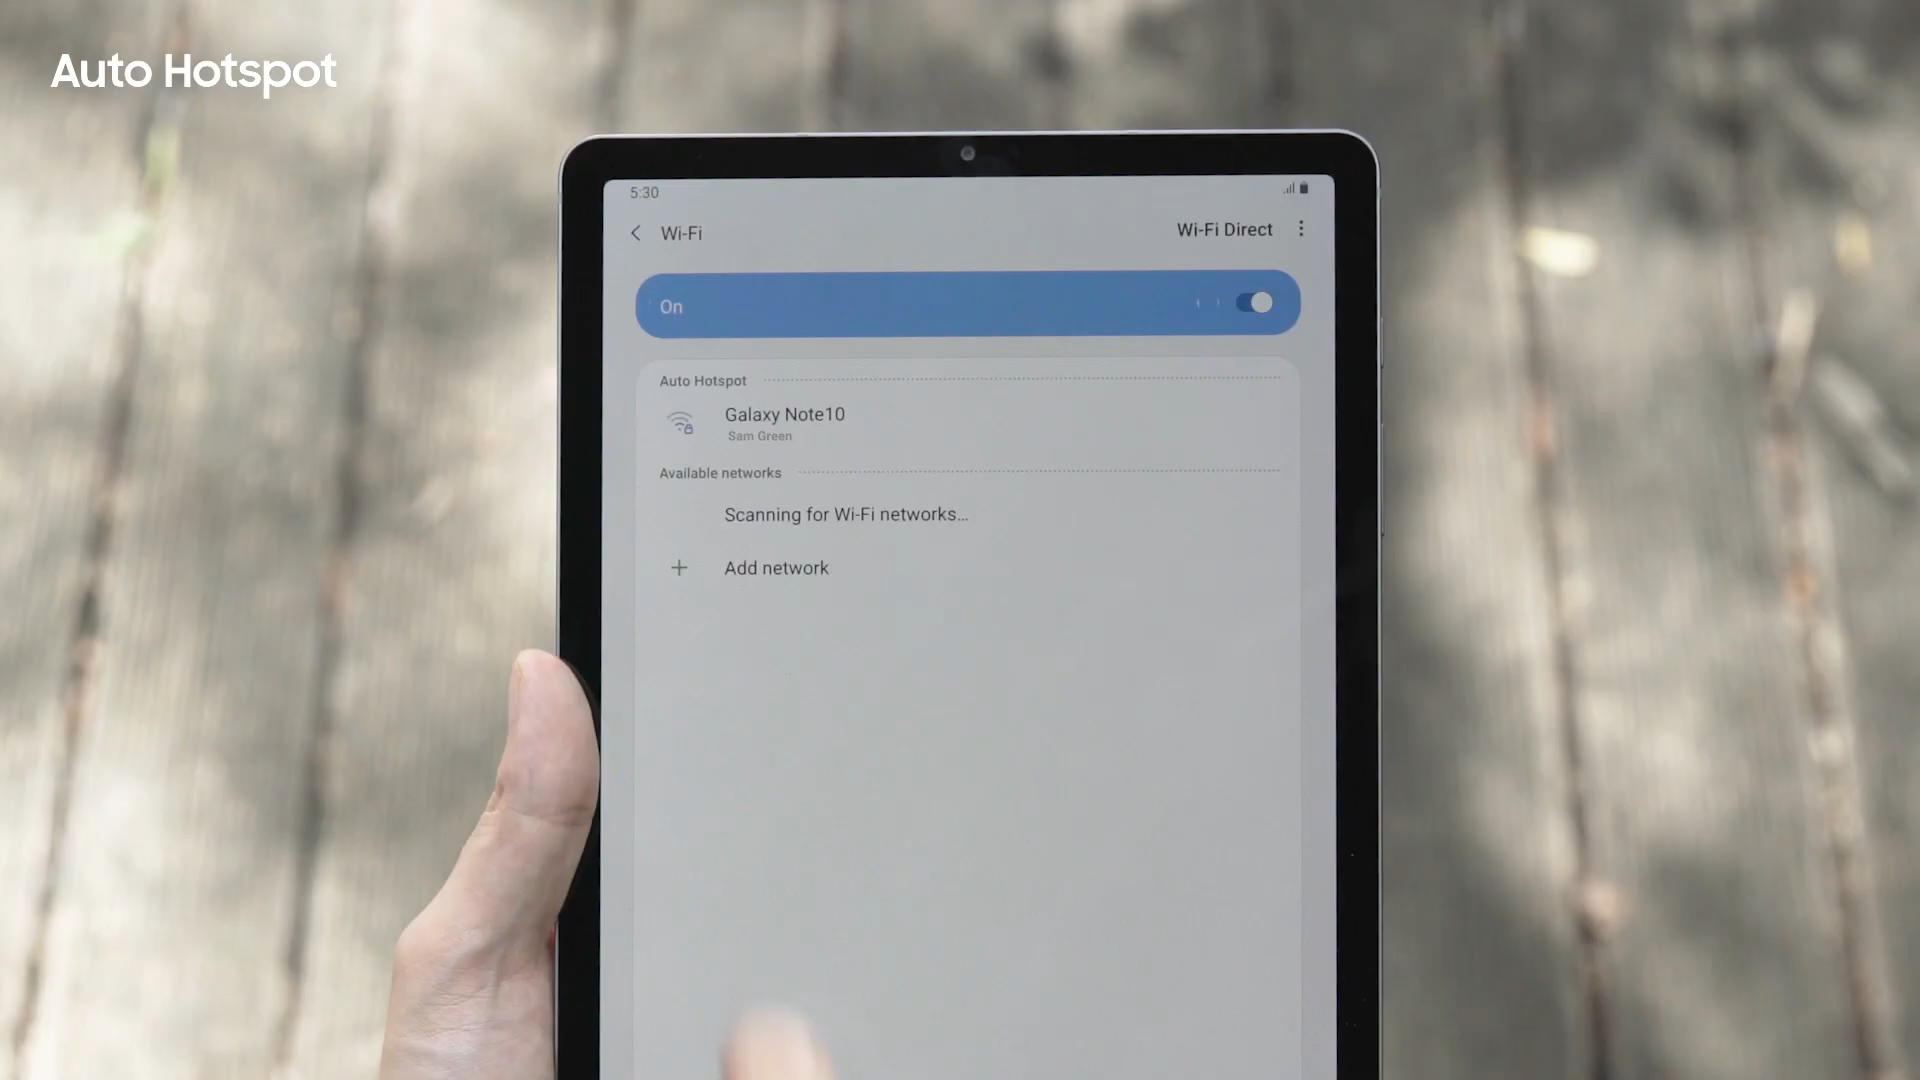 Auto Hotspot
5:30
Wi-Fi
Wi-Fi Direct
On
Auto Hotspot
Galaxy Note10
Sam Green
Available networks
Scanning for Wi-Fi networks...
Add network